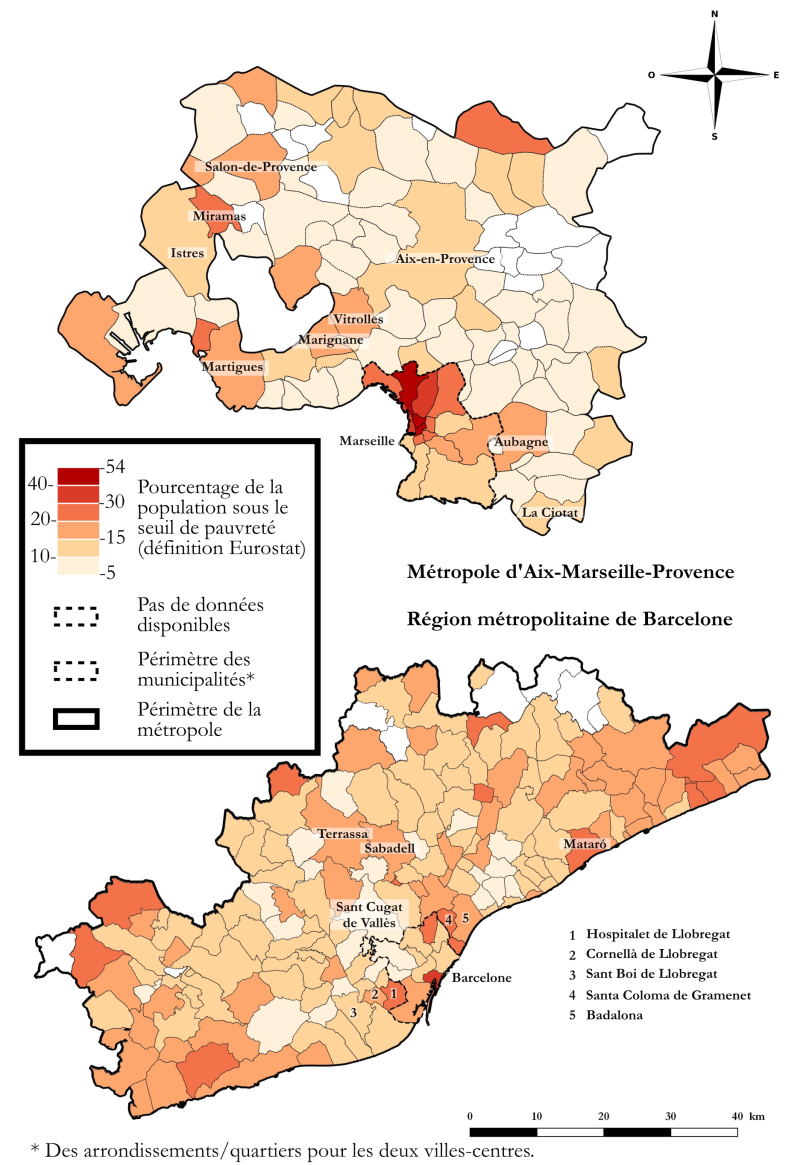 N
O
E
S
Salon-de-Provence
Miramas
Istres
Aix-en-Provence
Vitrolles
Marignane
Martigues
Marseille
Aubagne
La Ciotat
54
40-
-30
20-
-15
10-
-5
Pourcentage de la
population sous le
seuil de pauvreté
(définition Eurostat)
Pas de données
disponibles
Périmètre des
municipalités*
Périmètre de la
métropole
Métropole d'Aix-Marseille-Provence
Région métropolitaine de Barcelone
Terrassa
Sabadell
Mataró
Sant Cugat
de Vallès
4
5
Barcelone
1
2
3
1 Hospitalet de Llobregat
2 Cornellà de Llobregat
3 Sant Boi de Llobregat
4 Santa Coloma de Gramenet
5 Badalona
0 10 20 30 40 km
* Des arrondissements/quartiers pour les deux villes-centres.